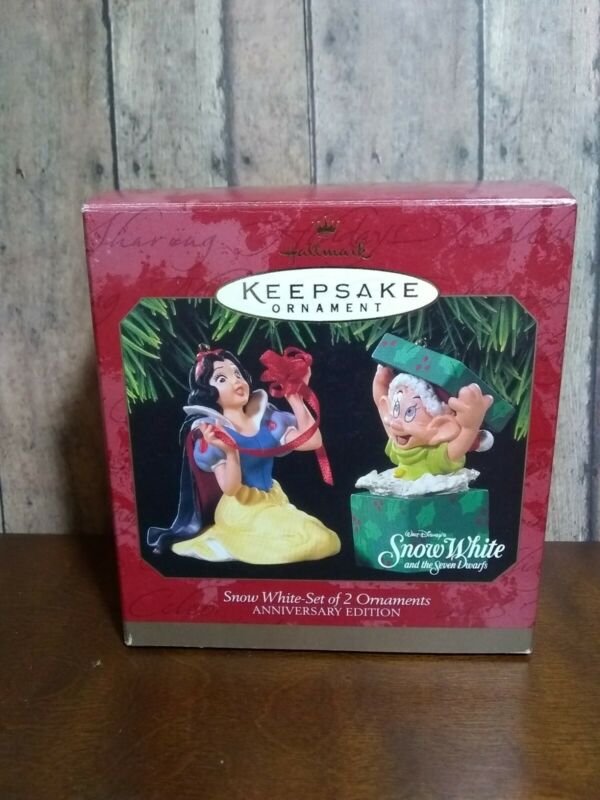 Sharing
Hallmark
KEEPSAKE
ORNAMENT
Walt Disney's
Snow White
and the Seven Dwarfs
Snow White-Set of 2 Ornaments
ANNIVERSARY EDITION